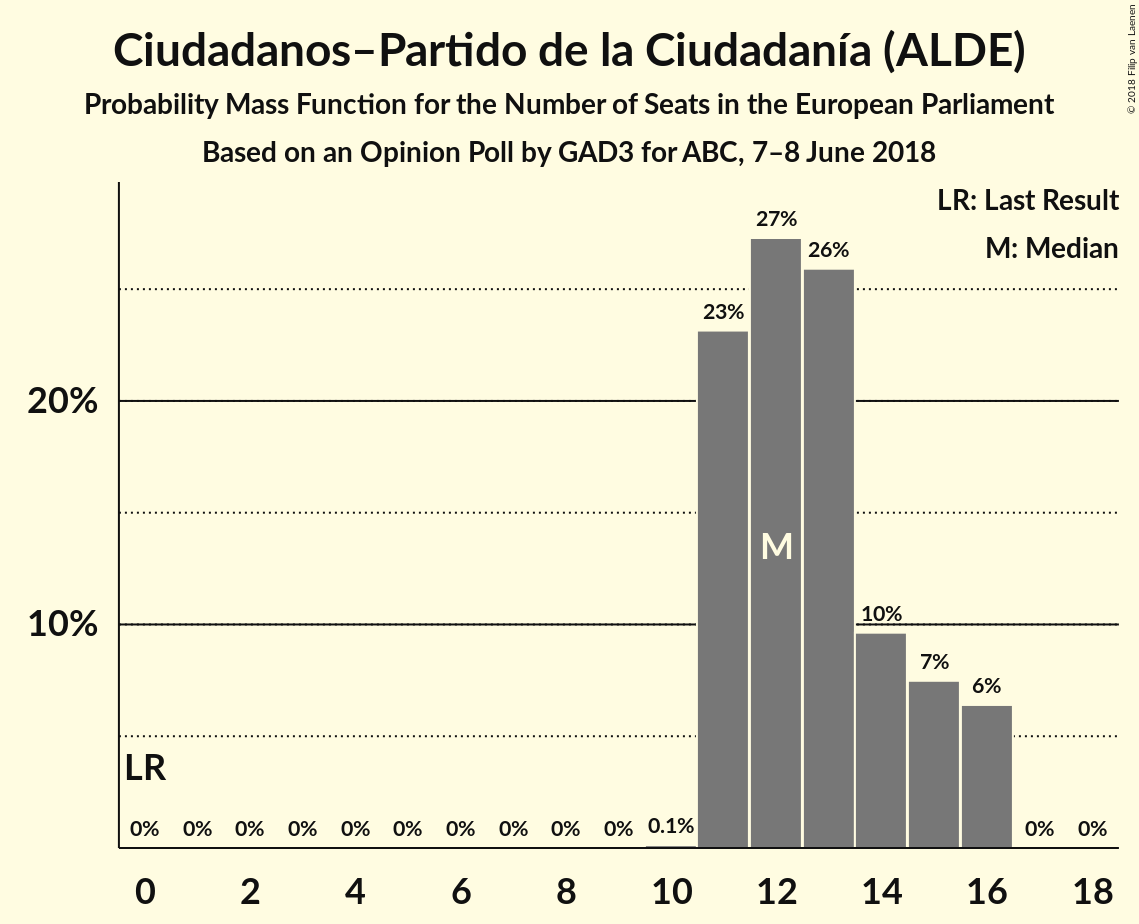 Ciudadanos–Partido de la Ciudadanía (ALDE)
Probability Mass Function for the Number of Seats in the European Parliament
Based on an Opinion Poll by GAD3 for ABC, 7–8 June 2018
© 2018 Filip van Laenen
LR: Last Result
M: Median
27%
26%
23%
20%
M
10%
10%
7%
6%
LR
0% 0% 0% 0% 0% 0% 0% 0% 0% 0% 0.1% 0% 0%
0 2 4 6 8 10 12 14 16 18